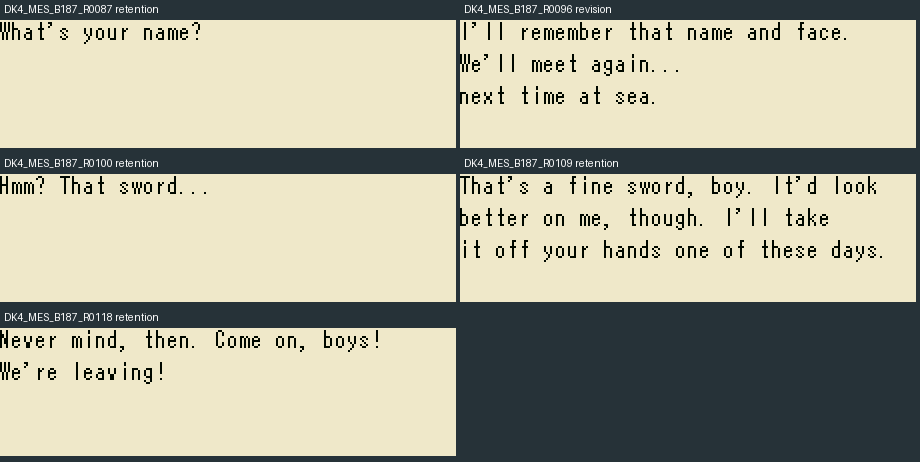 DK4_MES_B187_R0087 retention
What's your name?
DK4_MES_B187_R0096 revision
I'll remember that name and face.
We'll meet again...
next time at sea.
DK4_MES_B187_R0100 retention
Hmm? That sword...
DK4_MES_B187_R0109 retention
That's a fine sword, boy. It'd look
better on me, though. I'll take
it off your hands one of these days.
DK4_MES_B187_R0118 retention
Never mind, then. Come on, boys!
We're leaving!